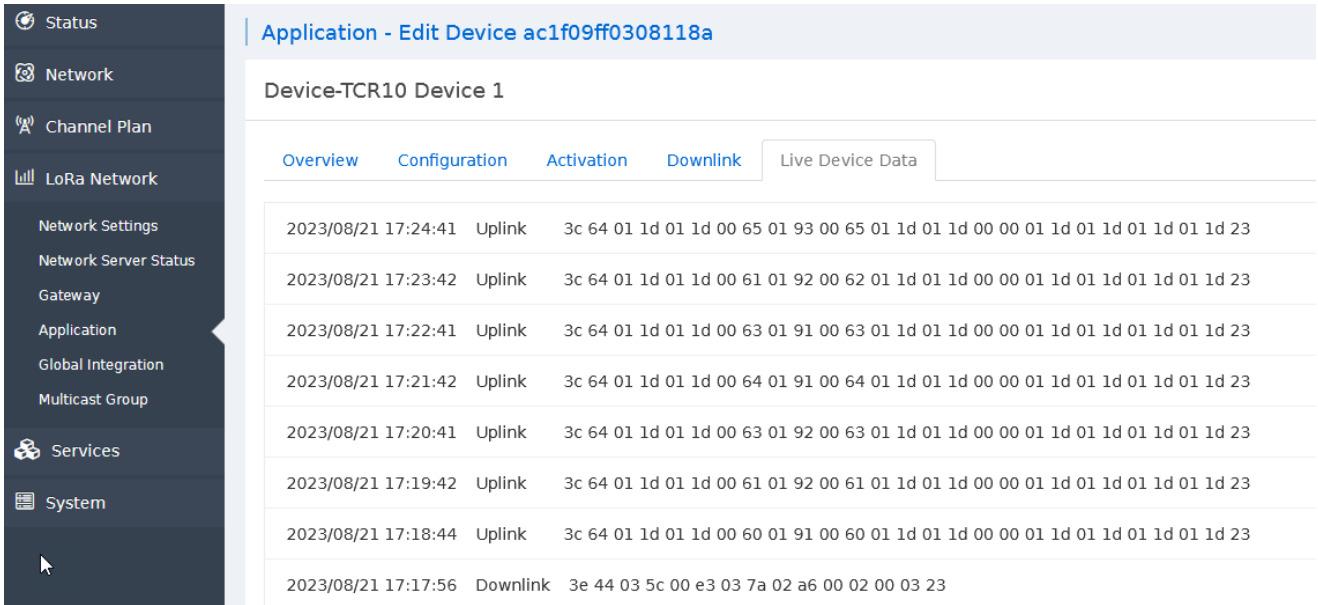 Status
Network
Channel Plan
LoRa Network
Network Settings
Network Server Status
Gateway
Application
Global Integration
Multicast Group
Services
System
Application - Edit Device ac1f09ff0308118a
Device-TCR10 Device 1
Overview Configuration Activation Downlink Live Device Data
2023/08/21 17:24:41 Uplink 3c 64 01 1d 01 1d 00 65 01 93 00 65 01 1d 01 1d 00 00 01 1d 01 1d 01 1d 01 1d 23
2023/08/21 17:23:42 Uplink 3c 64 01 1d 01 1d 00 61 01 92 00 62 01 1d 01 1d 00 00 01 1d 01 1d 01 1d 01 1d 23
2023/08/21 17:22:41 Uplink 3c 64 01 1d 01 1d 00 63 01 91 00 63 01 1d 01 1d 00 00 01 1d 01 1d 01 1d 01 1d 23
2023/08/21 17:21:42 Uplink 3c 64 01 1d 01 1d 00 64 01 91 00 64 01 1d 01 1d 00 00 01 1d 01 1d 01 1d 01 1d 23
2023/08/21 17:20:41 Uplink 3c 64 01 1d 01 1d 00 63 01 92 00 63 01 1d 01 1d 00 00 01 1d 01 1d 01 1d 01 1d 23
2023/08/21 17:19:42 Uplink 3c 64 01 1d 01 1d 00 61 01 92 00 61 01 1d 01 1d 00 00 01 1d 01 1d 01 1d 01 1d 23
2023/08/21 17:18:44 Uplink 3c 64 01 1d 01 1d 00 60 01 91 00 60 01 1d 01 1d 00 00 01 1d 01 1d 01 1d 01 1d 23
2023/08/21 17:17:56 Downlink 3e 44 03 5c 00 e3 03 7a 02 a6 00 02 00 03 23